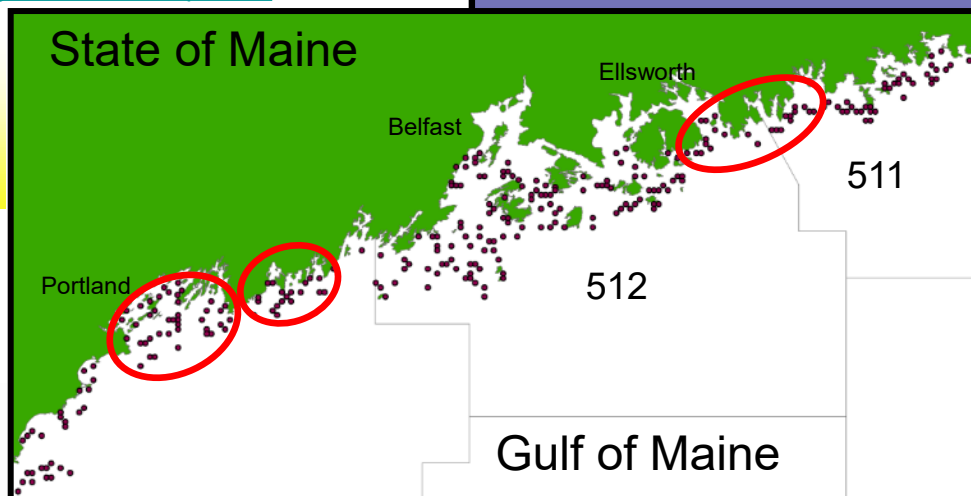 State of Maine
Ellsworth
Belfast
511
Portland
512
Gulf of Maine